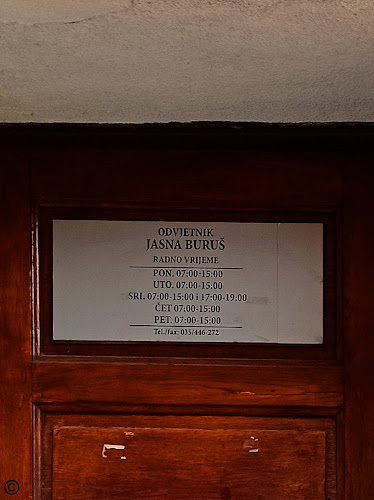 ODVJETNIK
JASNA BURUŠ
RADNO VRIJEME
PON. 07:00-15:00
UTO. 07:00-15:00
SRI. 07:00-15:00 i 17:00-19:00
ČET 07:00-15:00
PET. 07:00-15:00
Tel./fax: 035/446-272
©